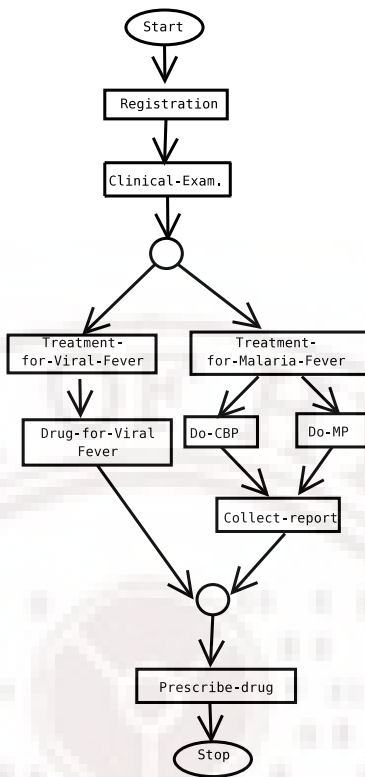 Start
Registration
Clinical-Exam.
Treatment-
for-Viral-Fever
Treatment-
for-Malaria-Fever
Drug-for-Viral
Fever
Do-CBP
Do-MP
Collect-report
Prescribe-drug
Stop